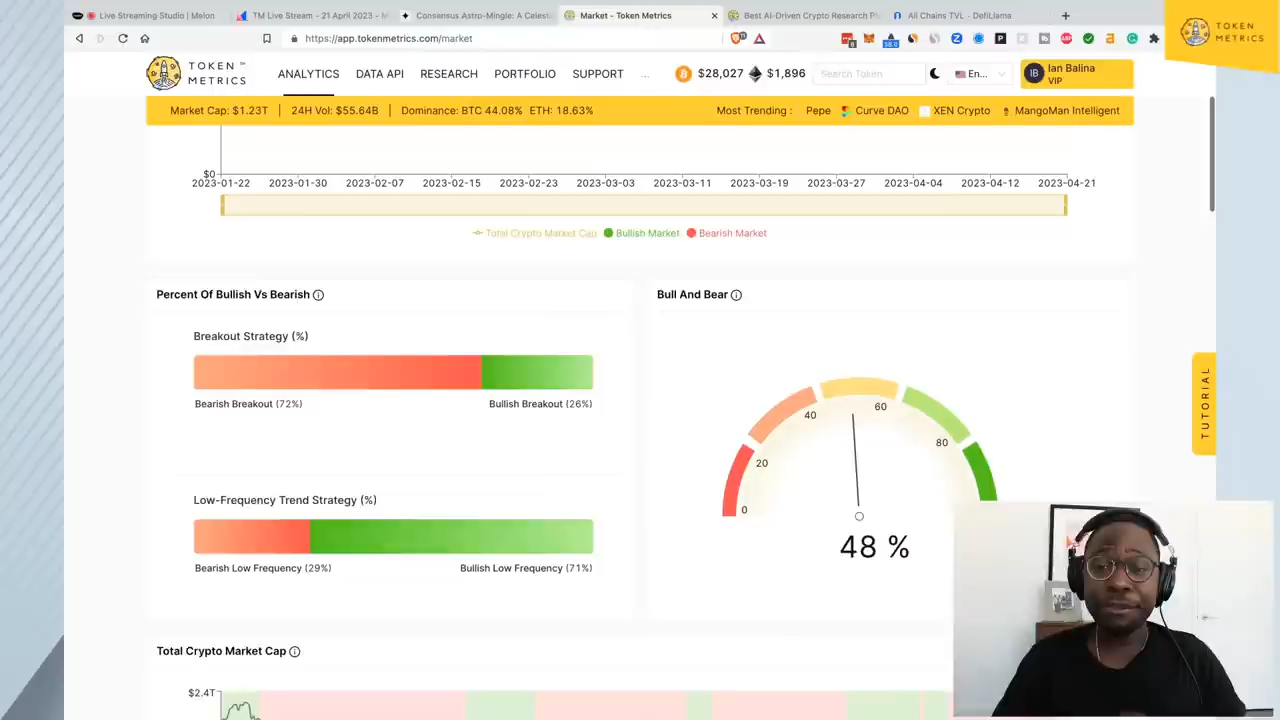 Live Streaming Studio | Melon
TM Live Stream - 21 April 2023 - M
Consensus Astro-Mingle: A Celest
Market - Token Metrics
Best AI-Driven Crypto Research Pl
All Chains TVL - DefiLlama
https://app.tokenmetrics.com/market
TOKEN METRICS
TOKEN ™
METRICS
ANALYTICS
DATA API
RESEARCH
PORTFOLIO
SUPPORT
...
$28,027
$1,896
Search Token
En...
IB
Ian Balina
VIP
Market Cap: $1.23T
24H Vol: $55.64B
Dominance: BTC 44.08% ETH: 18.63%
Most Trending :
Pepe
Curve DAO
XEN Crypto
MangoMan Intelligent
$0
2023-01-22
2023-01-30
2023-02-07
2023-02-15
2023-02-23
2023-03-03
2023-03-11
2023-03-19
2023-03-27
2023-04-04
2023-04-12
2023-04-21
Total Crypto Market Cap
Bullish Market
Bearish Market
Percent Of Bullish Vs Bearish
Breakout Strategy (%)
Bearish Breakout (72%)
Bullish Breakout (26%)
Low-Frequency Trend Strategy (%)
Bearish Low Frequency (29%)
Bullish Low Frequency (71%)
Bull And Bear
0
20
40
60
80
48 %
TUTORIAL
Total Crypto Market Cap
$2.4T